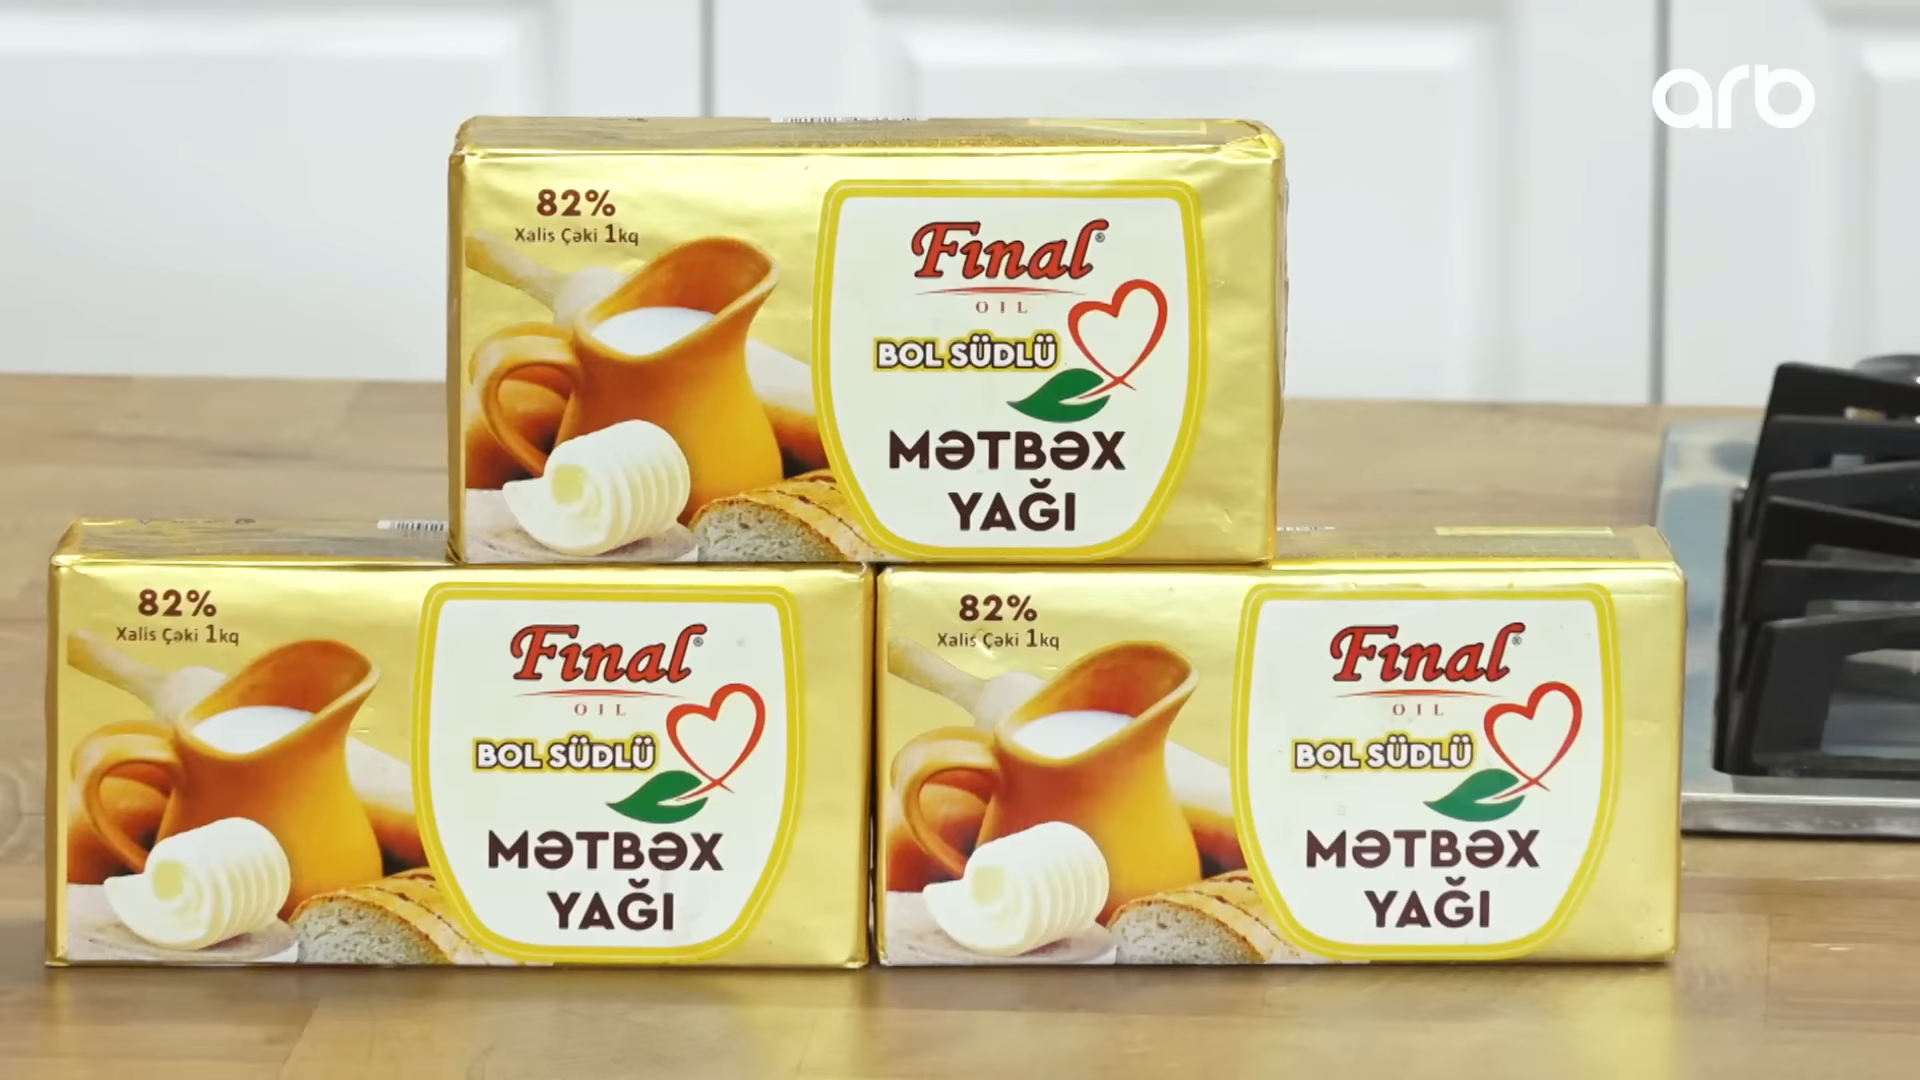 arb
82%
Xalis Çəki 1kq
Final®
OIL
BOL SÜDLÜ
MƏTBƏX
YAĞI
82%
Xalis Çəki 1kq
Final®
OIL
BOL SÜDLÜ
MƏTBƏX
YAĞI
82%
Xalis Çəki 1kq
Final®
OIL
BOL SÜDLÜ
MƏTBƏX
YAĞI